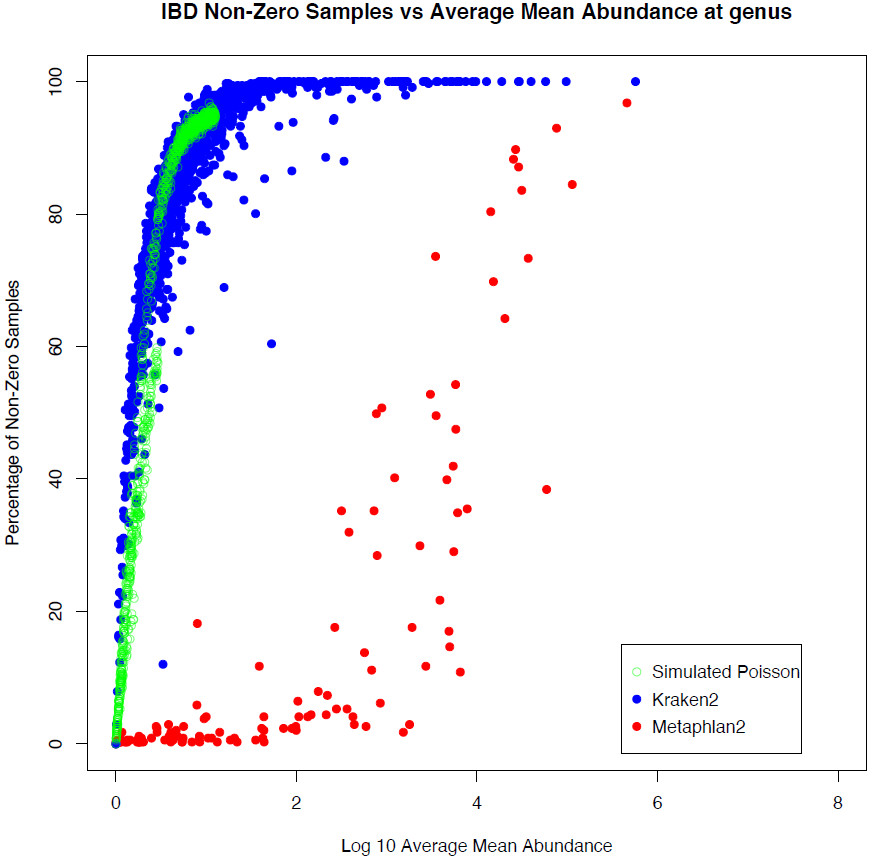 IBD Non-Zero Samples vs Average Mean Abundance at genus
Percentage of Non-Zero Samples
100
80
60
40
20
0
0 2 4 6 8
Log 10 Average Mean Abundance
Simulated Poisson
Kraken2
Metaphlan2